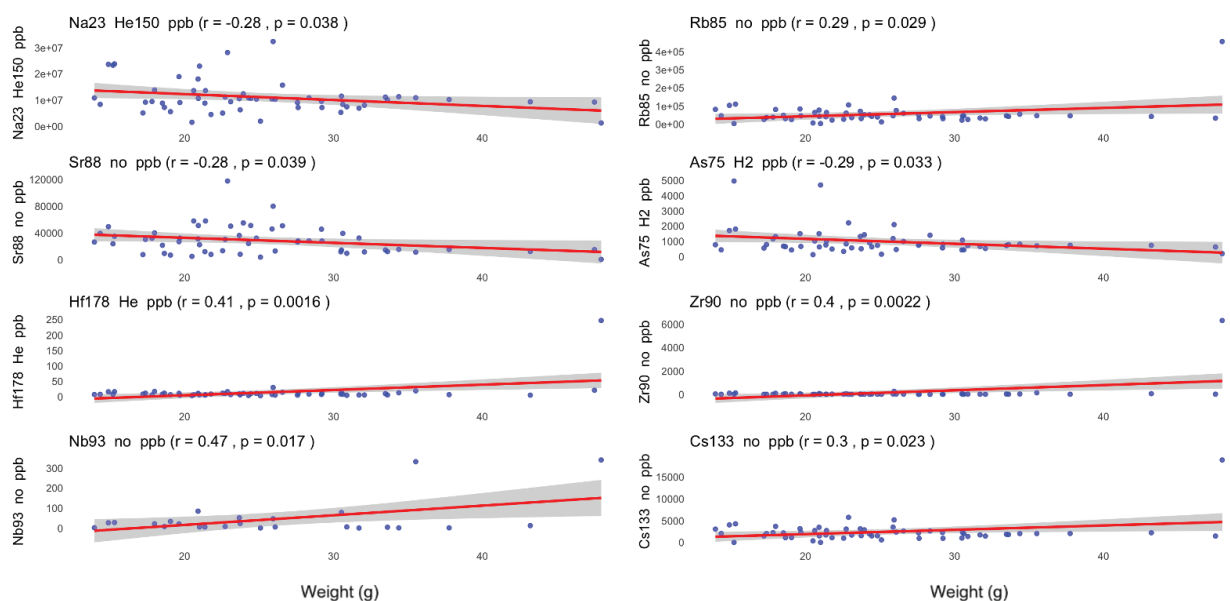 Na23 He150 ppb (r = -0.28 , p = 0.038 )
Na23 He150 ppb
3e+07
2e+07
1e+07
0e+00
20 30 40
Rb85 no ppb (r = 0.29 , p = 0.029 )
Rb85 no ppb
4e+05
3e+05
2e+05
1e+05
0e+00
20 30 40
Sr88 no ppb (r = -0.28 , p = 0.039 )
Sr88 no ppb
120000
80000
40000
0
20 30 40
As75 H2 ppb (r = -0.29 , p = 0.033 )
As75 H2 ppb
5000
4000
3000
2000
1000
0
20 30 40
Hf178 He ppb (r = 0.41 , p = 0.0016 )
Hf178 He ppb
250
200
150
100
50
0
20 30 40
Zr90 no ppb (r = 0.4 , p = 0.0022 )
Zr90 no ppb
6000
4000
2000
0
20 30 40
Nb93 no ppb (r = 0.47 , p = 0.017 )
Nb93 no ppb
300
200
100
0
20 30 40
Cs133 no ppb (r = 0.3 , p = 0.023 )
Cs133 no ppb
15000
10000
5000
0
20 30 40
Weight (g)
Weight (g)